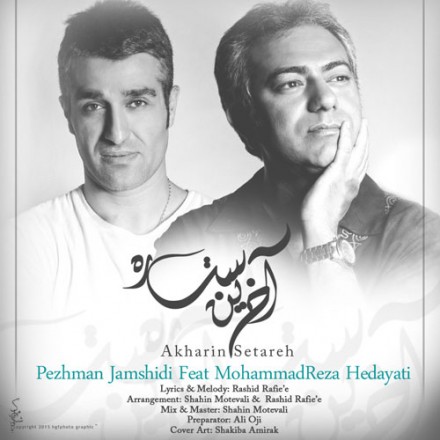 آخرین ستاره
Akharin Setareh
Pezhman Jamshidi Feat MohammadReza Hedayati
Lyrics & Melody: Rashid Rafie'e
Arrangement: Shahin Motevali & Rashid Rafie'e
Mix & Master: Shahin Motevali
Preparator: Ali Oji
Cover Art: Shakiba Amirak